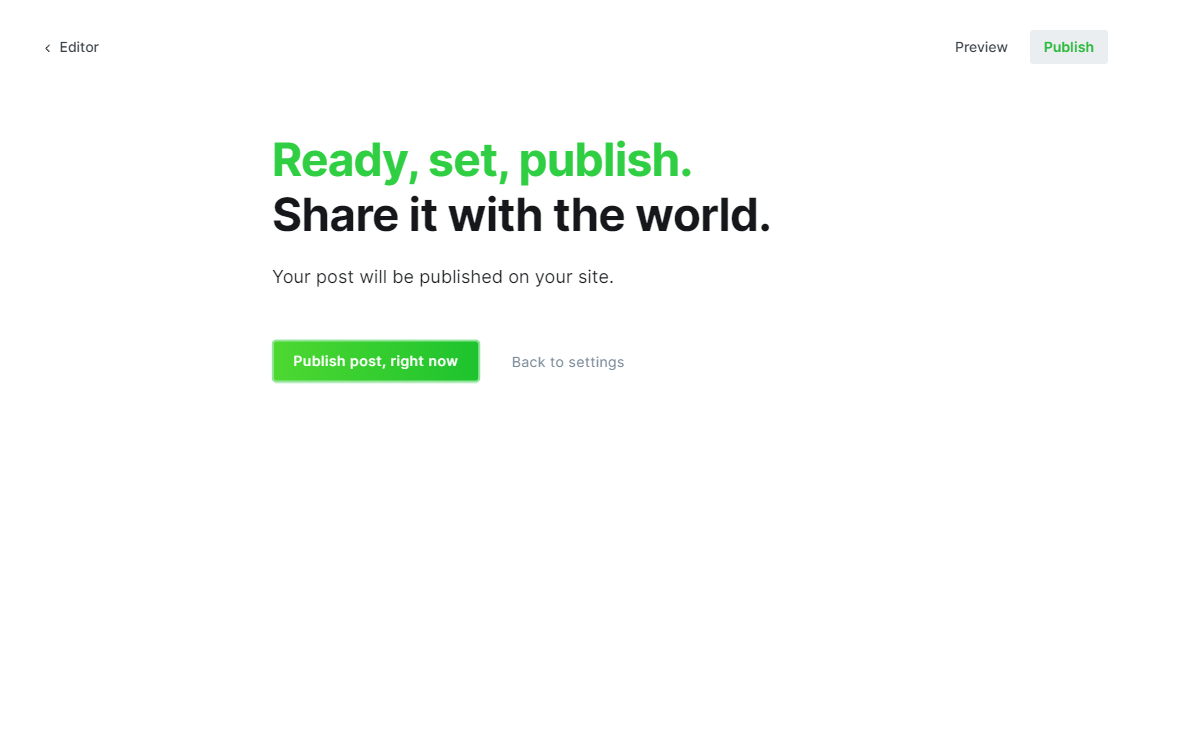 Editor
Preview
Publish
Ready, set, publish.
Share it with the world.
Your post will be published on your site.
Publish post, right now
Back to settings